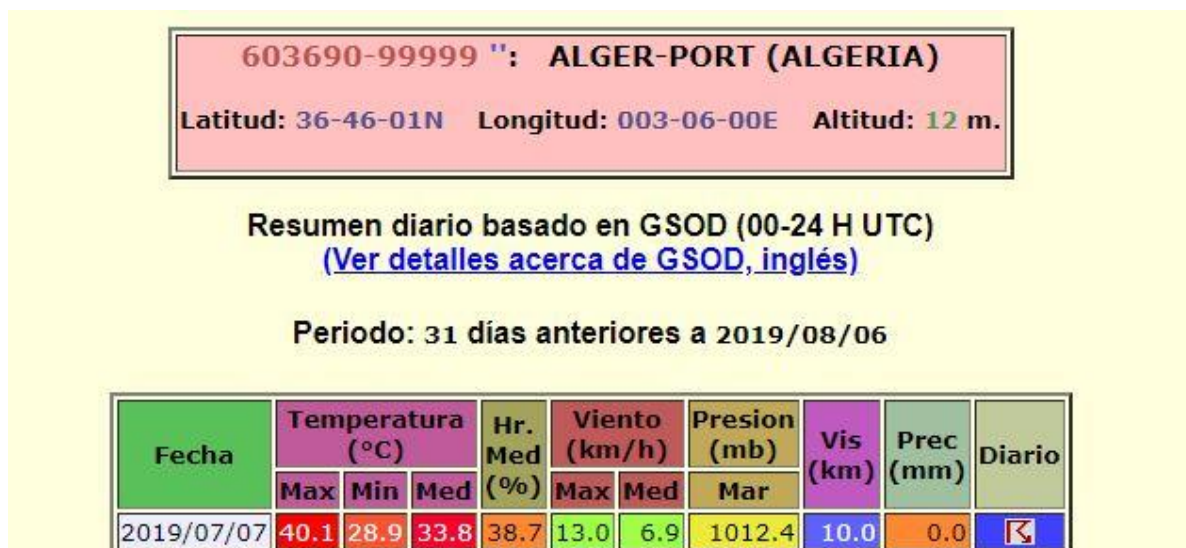 603690-99999 '': ALGER-PORT (ALGERIA)
Latitud: 36-46-01N Longitud: 003-06-00E Altitud: 12 m.
Resumen diario basado en GSOD (00-24 H UTC)
(Ver detalles acerca de GSOD, inglés)
Periodo: 31 días anteriores a 2019/08/06
Fecha Temperatura (°C) Hr. Med (%) Viento (km/h) Presion (mb) Vis (km) Prec (mm) Diario
Max Min Med Max Med Mar
2019/07/07 40.1 28.9 33.8 38.7 13.0 6.9 1012.4 10.0 0.0